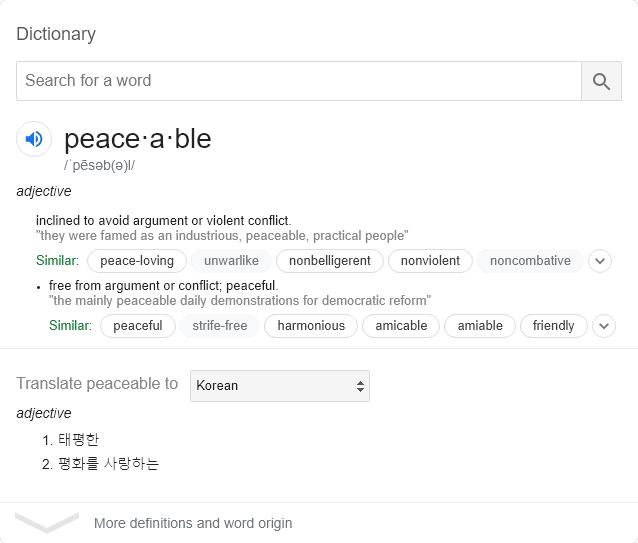 Dictionary
Search for a word
peace·a·ble
/ˈpēsəb(ə)l/
adjective
inclined to avoid argument or violent conflict.
"they were famed as an industrious, peaceable, practical people"
Similar: peace-loving unwarlike nonbelligerent nonviolent noncombative
• free from argument or conflict; peaceful.
"the mainly peaceable daily demonstrations for democratic reform"
Similar: peaceful strife-free harmonious amicable amiable friendly
Translate peaceable to Korean
adjective
1. 태평한
2. 평화를 사랑하는
More definitions and word origin